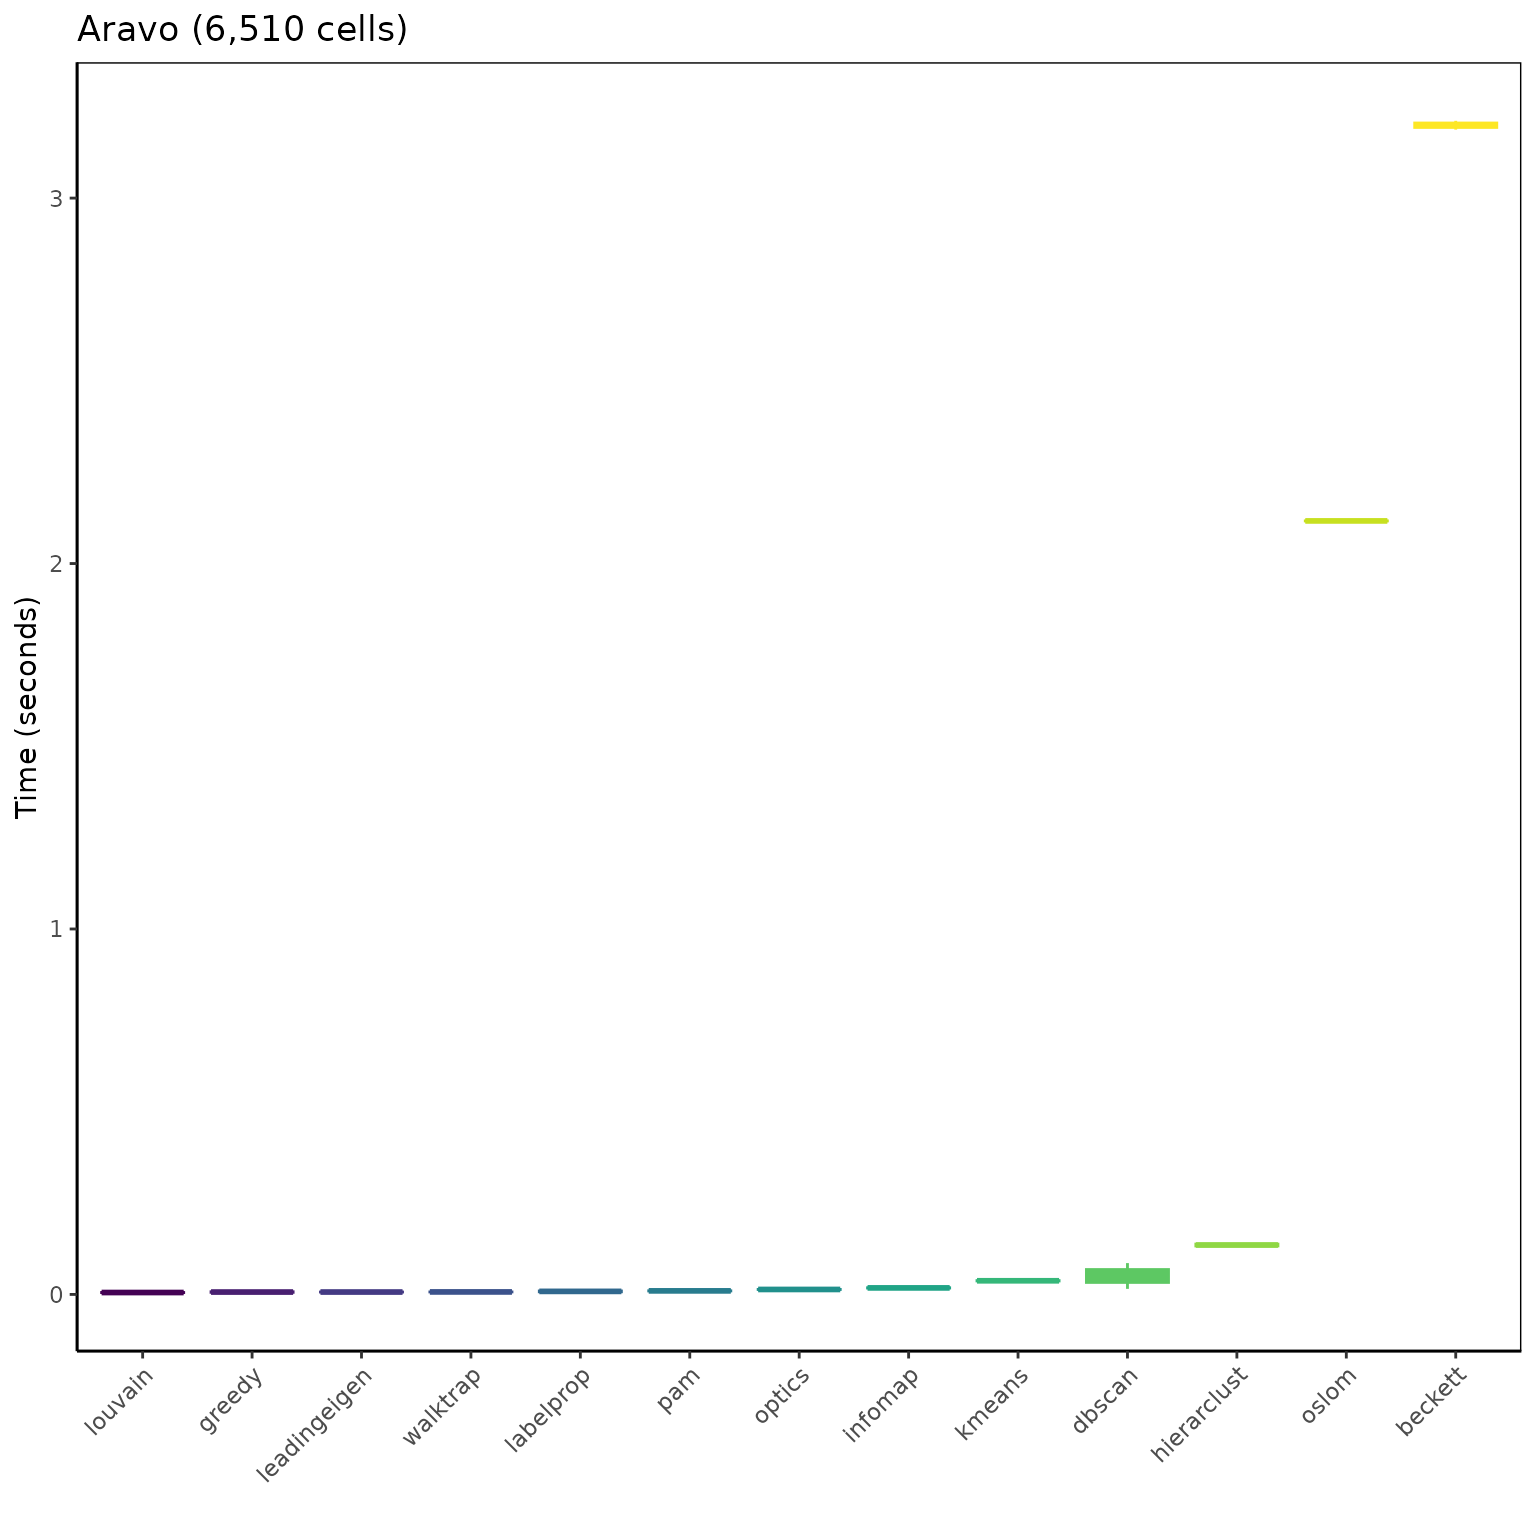 Aravo (6,510 cells)
Time (seconds)
3
2
1
0
louvain
greedy
leadingeigen
walktrap
labelprop
pam
optics
infomap
kmeans
dbscan
hierarclust
oslom
beckett